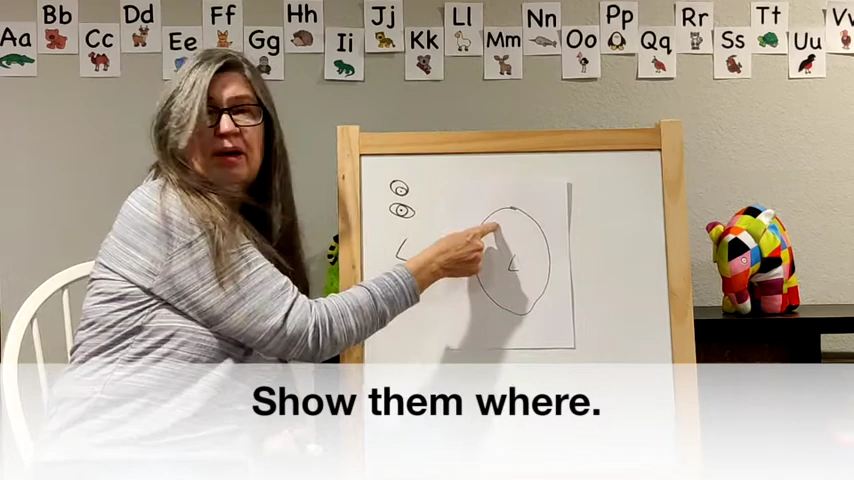 Aa Bb Cc Dd Ee Ff Gg Hh Ii Jj Kk Ll Mm Nn Oo Pp Qq Rr Ss Tt Uu Vv
Show them where.